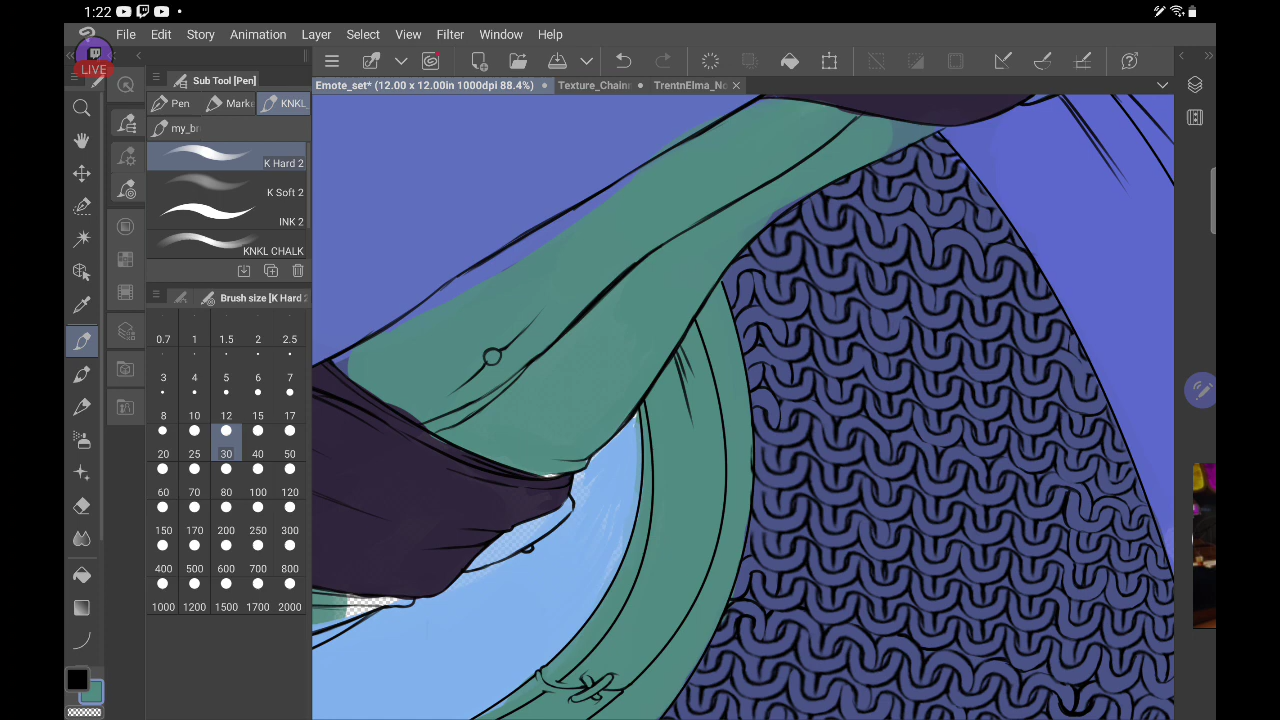 1:22
File Edit Story Animation Layer Select View Filter Window Help
LIVE
Sub Tool [Pen]
Emote_set* (12.00 x 12.00in 1000dpi 88.4%)
Texture_Chainr
TrentnElma_No
Pen Marke KNKL
my_br
K Hard 2
K Soft 2
INK 2
KNKL CHALK
Brush size [K Hard 2
0.7 1 1.5 2 2.5
3 4 5 6 7
8 10 12 15 17
20 25 30 40 50
60 70 80 100 120
150 170 200 250 300
400 500 600 700 800
1000 1200 1500 1700 2000